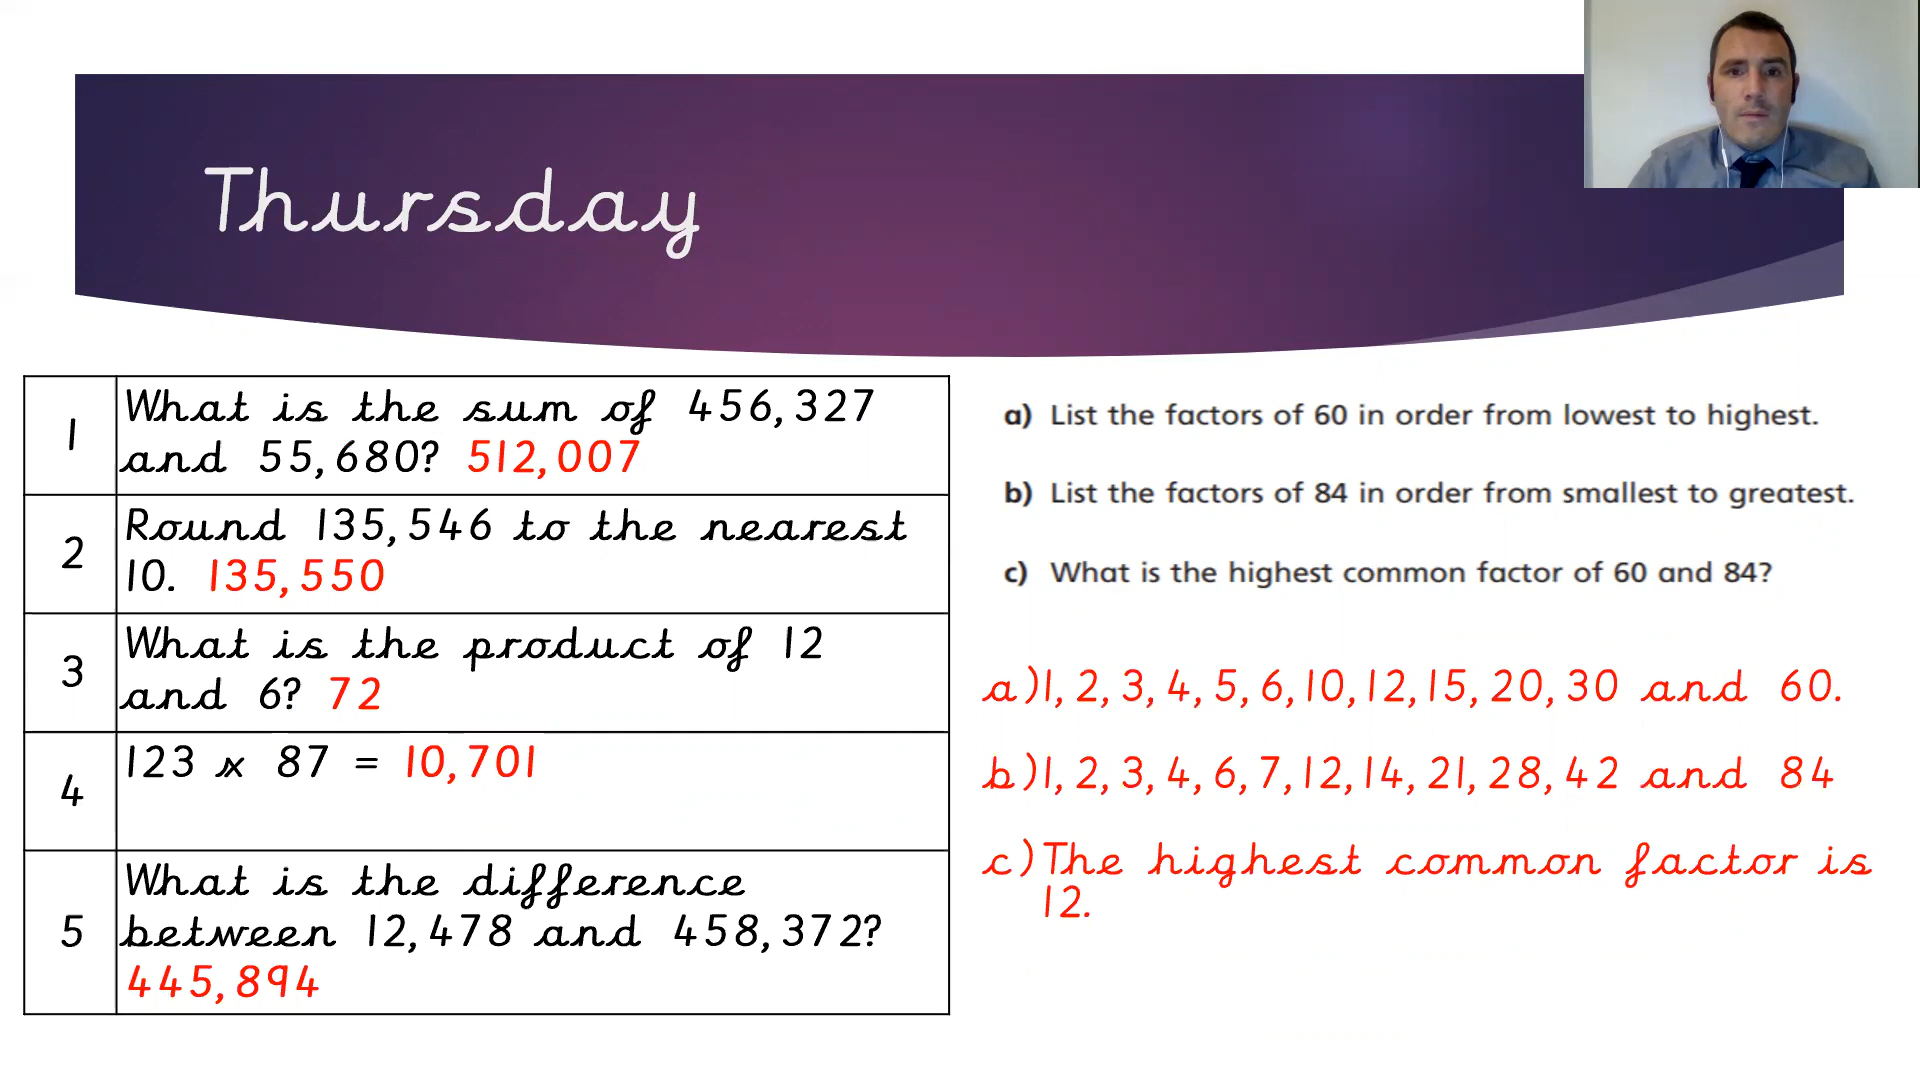 Thursday
1
What is the sum of 456,327
and 55,680? 512,007
2
Round 135,546 to the nearest
10. 135,550
3
What is the product of 12
and 6? 72
4
123 x 87 = 10,701
5
What is the difference
between 12,478 and 458,372?
445,894
a) List the factors of 60 in order from lowest to highest.
b) List the factors of 84 in order from smallest to greatest.
c) What is the highest common factor of 60 and 84?
a) 1, 2, 3, 4, 5, 6, 10, 12, 15, 20, 30 and 60.
b) 1, 2, 3, 4, 6, 7, 12, 14, 21, 28, 42 and 84
c) The highest common factor is
12.